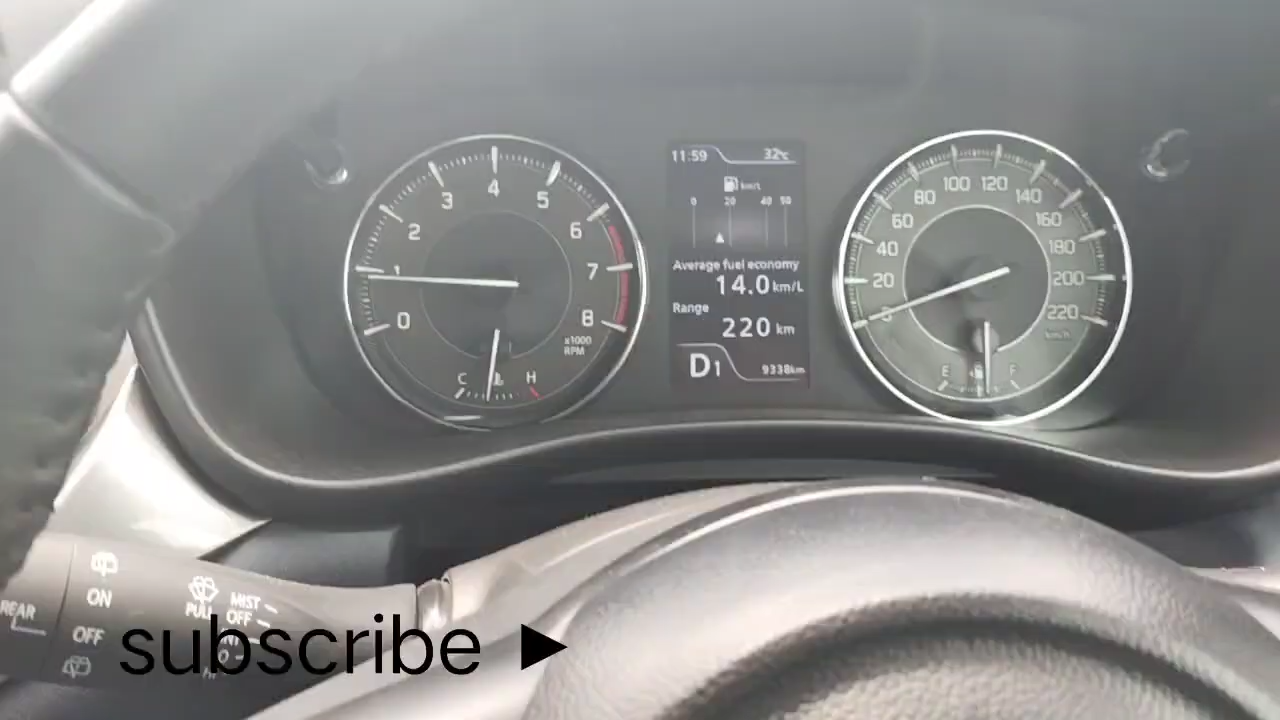 11:59 32°C
km/L
0 20 40 50
Average fuel economy
14.0 km/L
Range
220 km
D1 9338km
0 1 2 3 4 5 6 7 8
x1000
RPM
C H
20 40 60 80 100 120 140 160 180 200 220
km/h
E F
ON
OFF
REAR
PULL
MIST
OFF
subscribe ▶